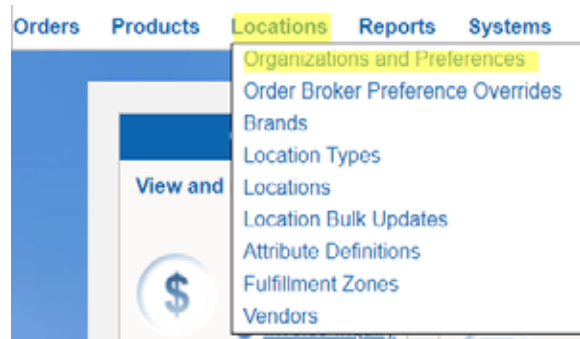 Orders Products Locations Reports Systems
Organizations and Preferences
Order Broker Preference Overrides
Brands
Location Types
View and
Locations
Location Bulk Updates
Attribute Definitions
Fulfillment Zones
$
Vendors